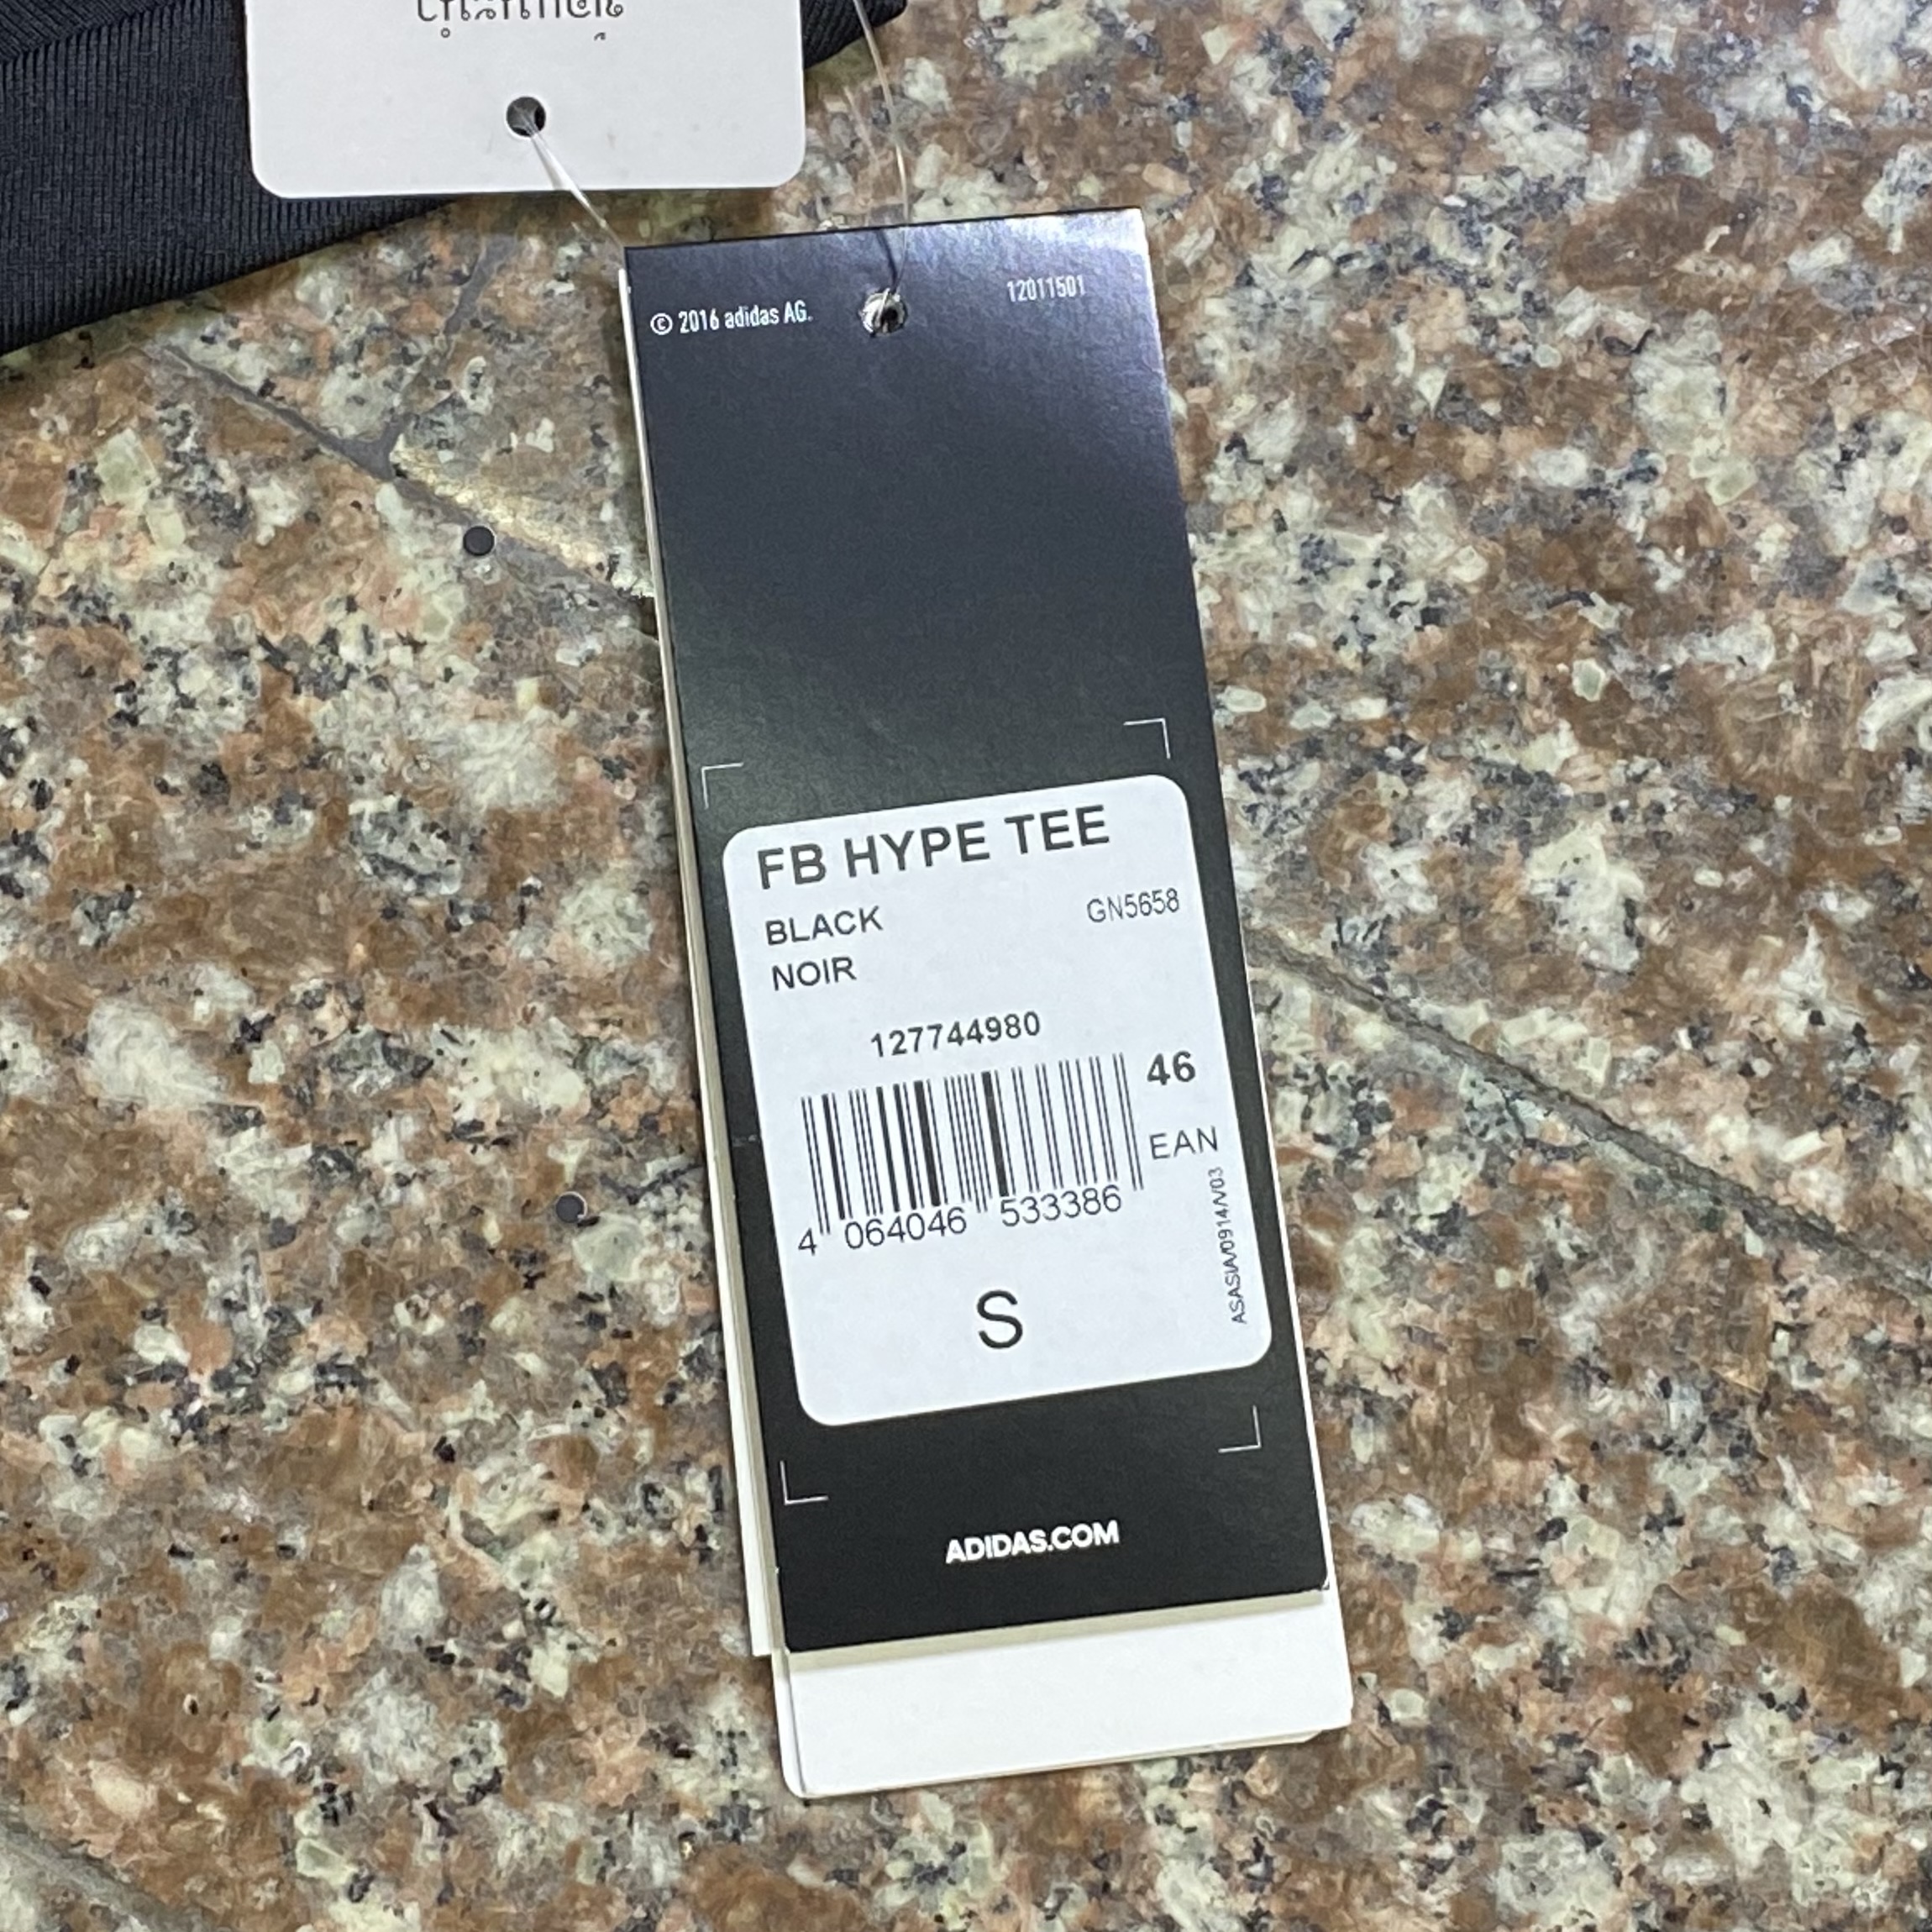 © 2016 adidas AG.
12011501
FB HYPE TEE
BLACK
GN5658
NOIR
127744980
46
EAN
4 064046 533386
ASASIA/0914/V03
S
ADIDAS.COM